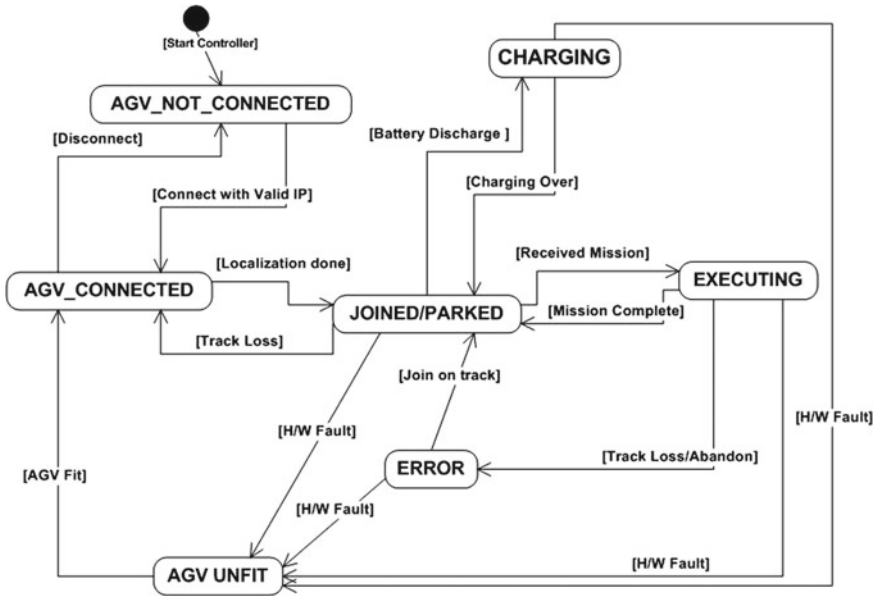 [Start Controller]
CHARGING
AGV_NOT_CONNECTED
[Disconnect]
[Battery Discharge ]
[Connect with Valid IP]
[Charging Over]
[Localization done]
[Received Mission]
AGV_CONNECTED
EXECUTING
JOINED/PARKED
[Mission Complete]
[Track Loss]
[Join on track]
[H/W Fault]
[H/W Fault]
[AGV Fit]
ERROR
[Track Loss/Abandon]
[H/W Fault]
[H/W Fault]
AGV UNFIT